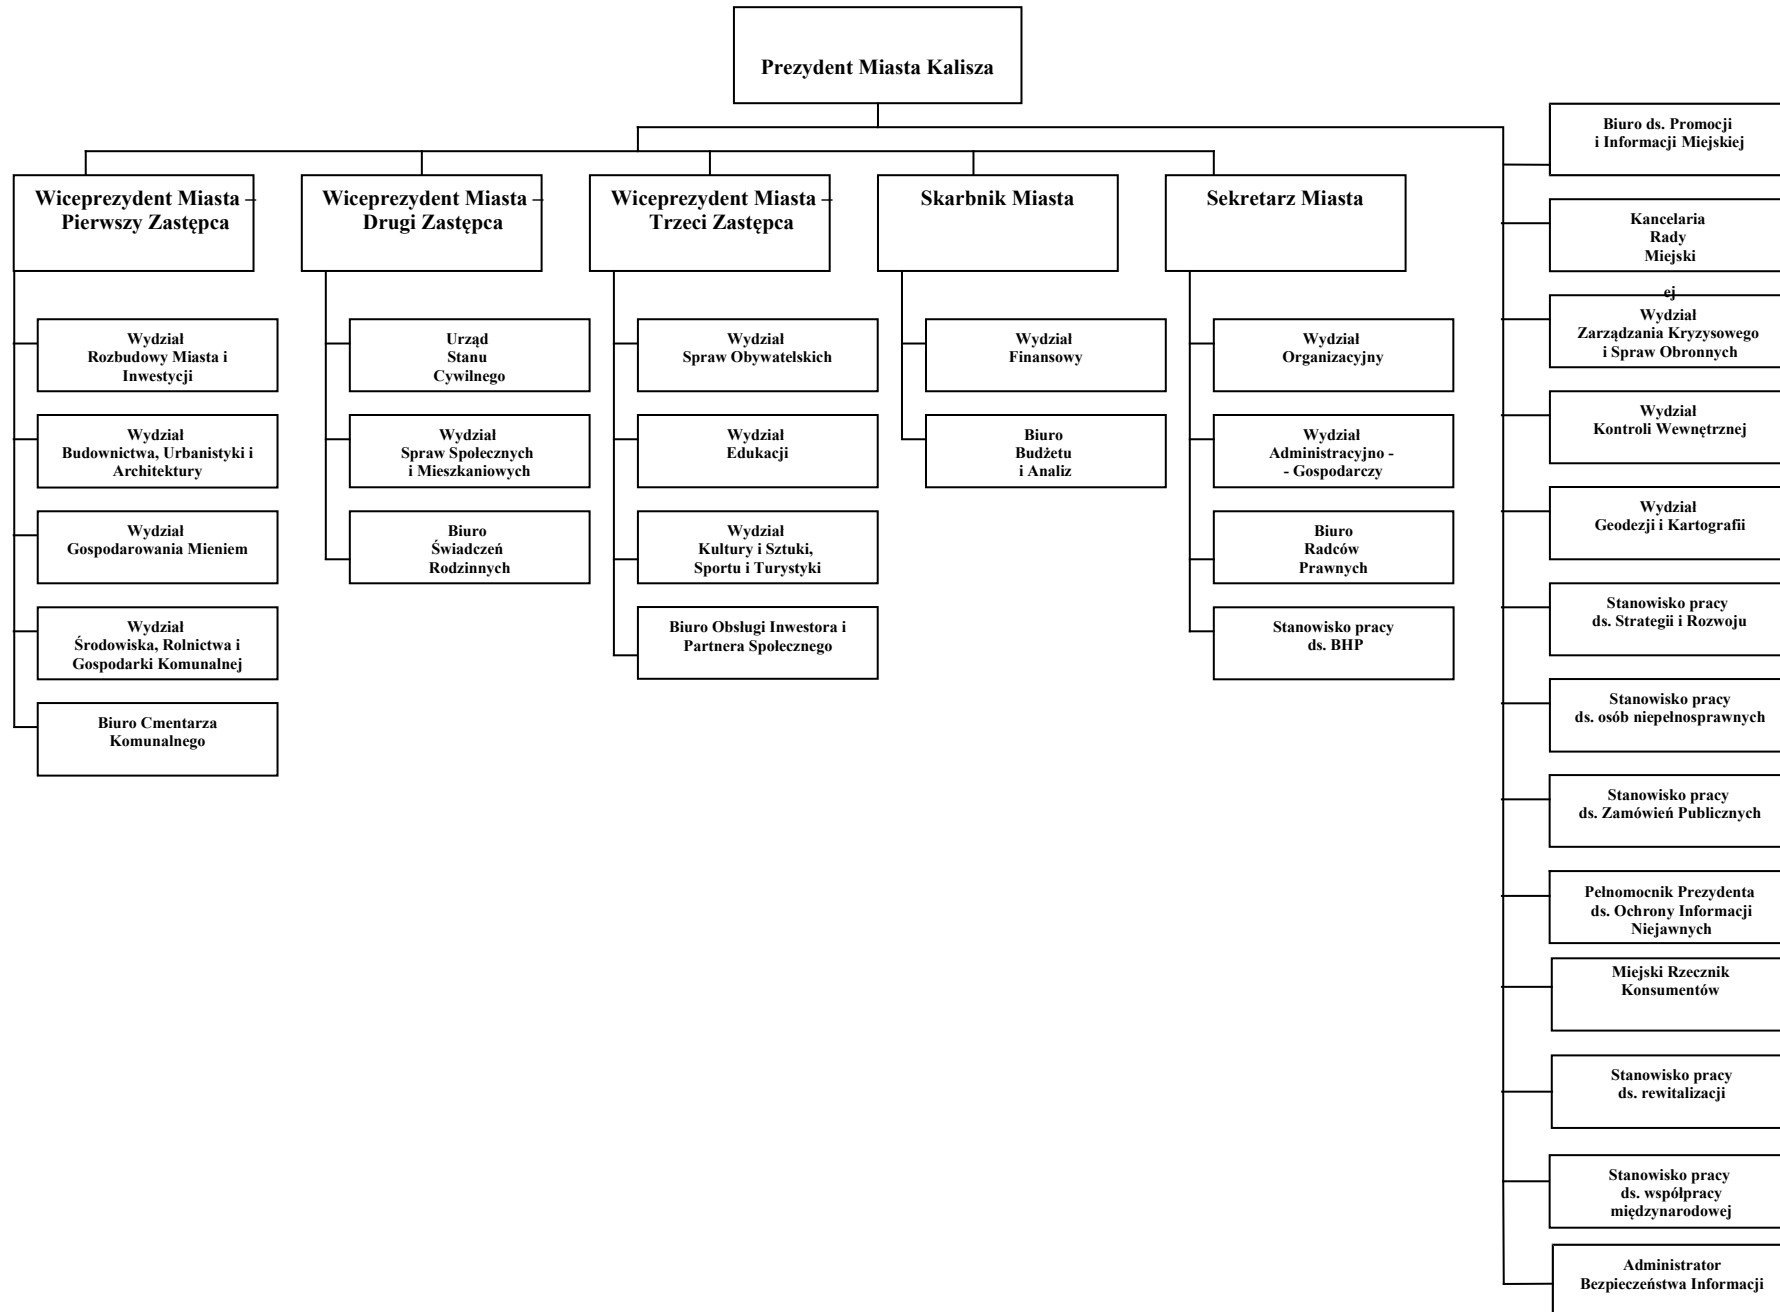 Prezydent Miasta Kalisza
Wiceprezydent Miasta –
Pierwszy Zastępca
Wydział
Rozbudowy Miasta i
Inwestycji
Wydział
Budownictwa, Urbanistyki i
Architektury
Wydział
Gospodarowania Mieniem
Wydział
Środowiska, Rolnictwa i
Gospodarki Komunalnej
Biuro Cmentarza
Komunalnego
Wiceprezydent Miasta –
Drugi Zastępca
Urząd
Stanu
Cywilnego
Wydział
Spraw Społecznych
i Mieszkaniowych
Biuro
Świadczeń
Rodzinnych
Wiceprezydent Miasta –
Trzeci Zastępca
Wydział
Spraw Obywatelskich
Wydział
Edukacji
Wydział
Kultury i Sztuki,
Sportu i Turystyki
Biuro Obsługi Inwestora i
Partnera Społecznego
Skarbnik Miasta
Wydział
Finansowy
Biuro
Budżetu
i Analiz
Sekretarz Miasta
Wydział
Organizacyjny
Wydział
Administracyjno -
- Gospodarczy
Biuro
Radców
Prawnych
Stanowisko pracy
ds. BHP
Biuro ds. Promocji
i Informacji Miejskiej
Kancelaria
Rady
Miejski
ej
Wydział
Zarządzania Kryzysowego
i Spraw Obronnych
Wydział
Kontroli Wewnętrznej
Wydział
Geodezji i Kartografii
Stanowisko pracy
ds. Strategii i Rozwoju
Stanowisko pracy
ds. osób niepełnosprawnych
Stanowisko pracy
ds. Zamówień Publicznych
Pełnomocnik Prezydenta
ds. Ochrony Informacji
Niejawnych
Miejski Rzecznik
Konsumentów
Stanowisko pracy
ds. rewitalizacji
Stanowisko pracy
ds. współpracy
międzynarodowej
Administrator
Bezpieczeństwa Informacji